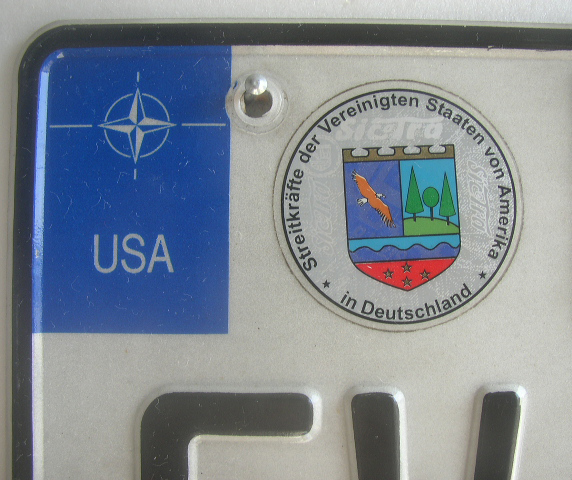 USA
Streitkräfte der Vereinigten Staaten von Amerika
★ in Deutschland ★